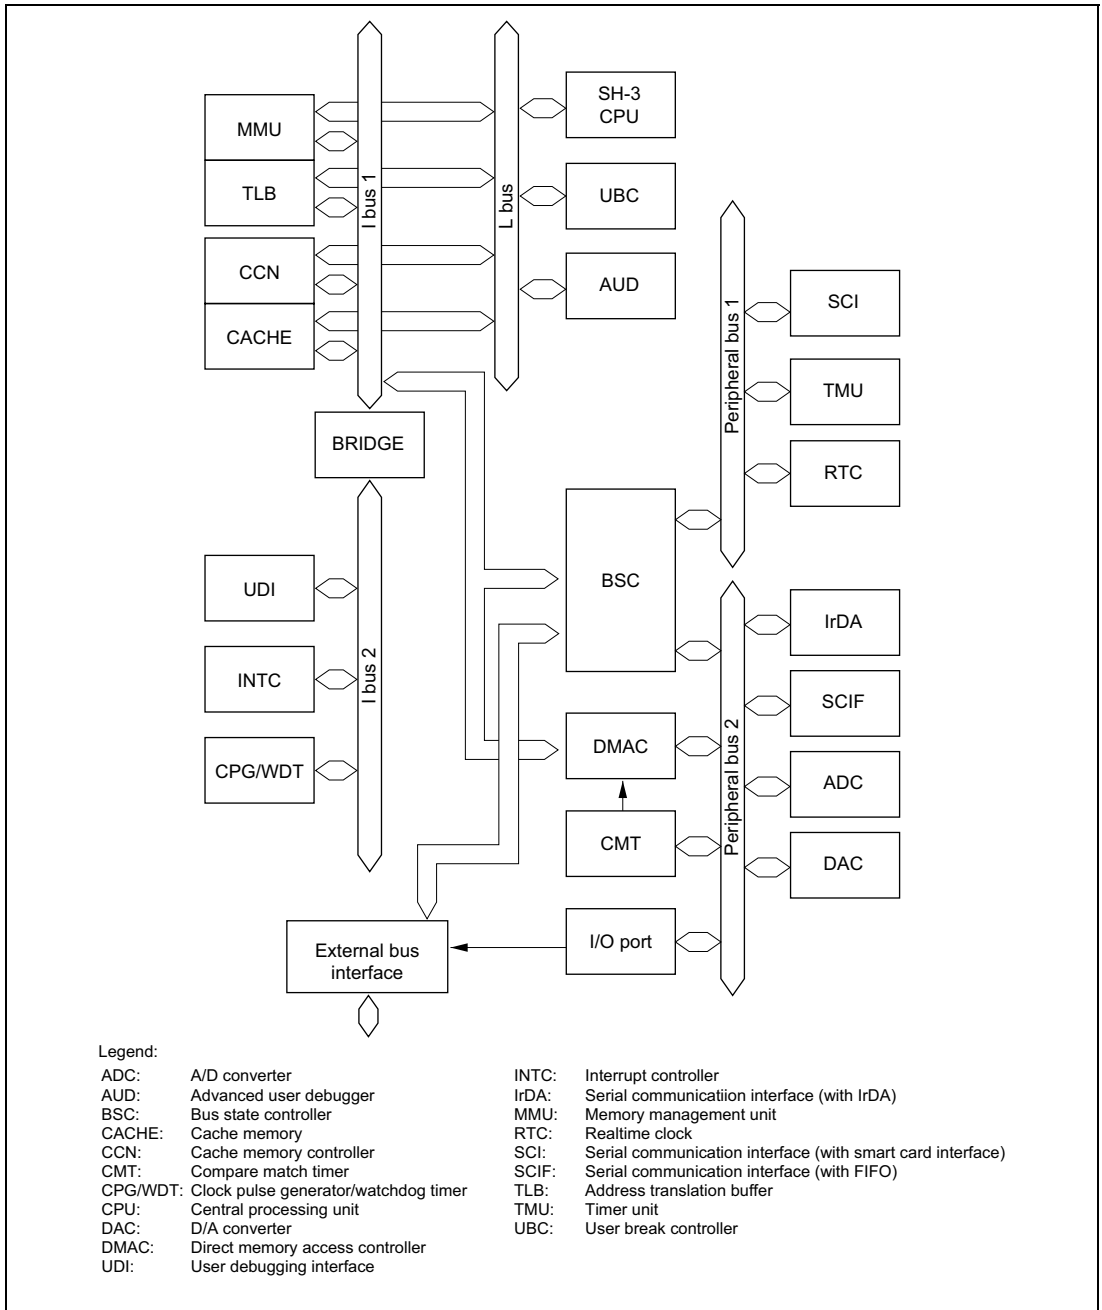 SH-3
CPU
MMU
I bus 1
L bus
TLB
UBC
CCN
AUD
CACHE
Peripheral bus 1
SCI
TMU
BRIDGE
RTC
BSC
UDI
IrDA
I bus 2
INTC
SCIF
DMAC
Peripheral bus 2
CPG/WDT
ADC
CMT
DAC
I/O port
External bus
interface
Legend:
ADC: A/D converter
AUD: Advanced user debugger
BSC: Bus state controller
CACHE: Cache memory
CCN: Cache memory controller
CMT: Compare match timer
CPG/WDT: Clock pulse generator/watchdog timer
CPU: Central processing unit
DAC: D/A converter
DMAC: Direct memory access controller
UDI: User debugging interface
INTC: Interrupt controller
IrDA: Serial communicatiion interface (with IrDA)
MMU: Memory management unit
RTC: Realtime clock
SCI: Serial communication interface (with smart card interface)
SCIF: Serial communication interface (with FIFO)
TLB: Address translation buffer
TMU: Timer unit
UBC: User break controller